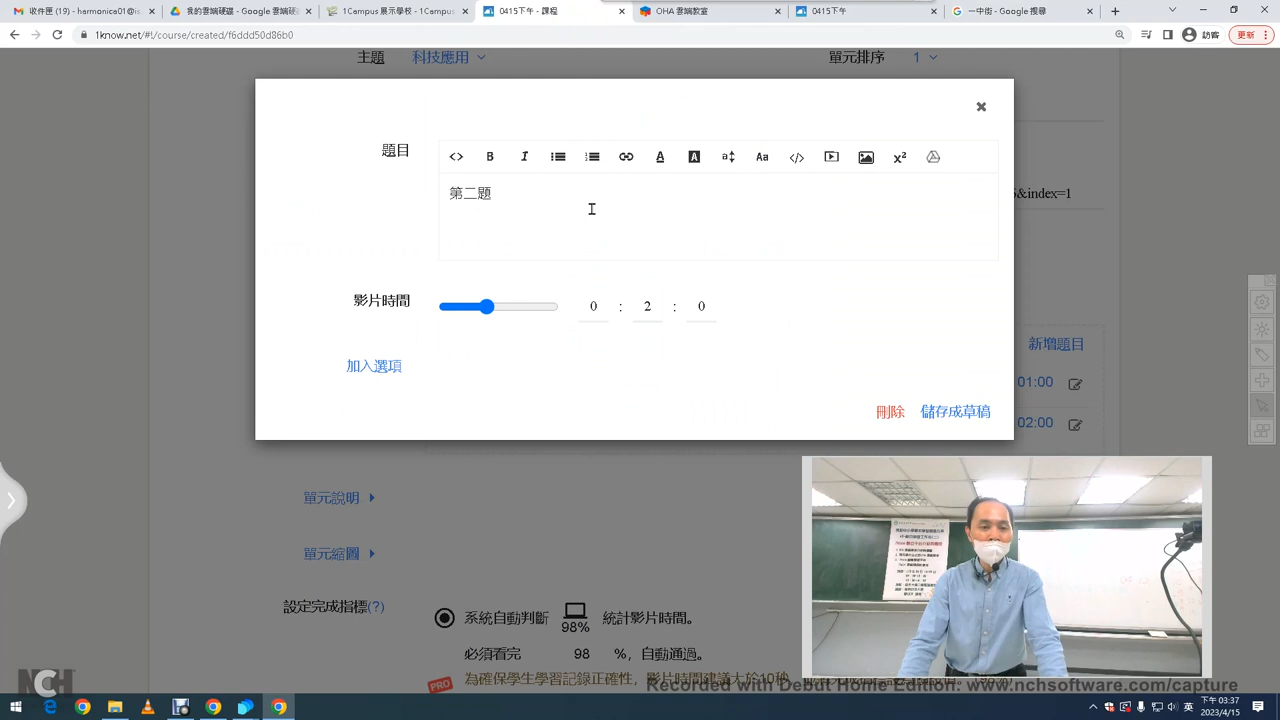 收件匣 (19) - harmonica01@is
我的雲端硬碟 - Google 雲端硬
1Campus 展示學校 - 1Campus
0415下午 - 課程
OHA 雲端教室
0415下午
一中街 - Google 搜尋
1know.net/#!/course/created/f6ddd50d86b0
訪客
更新
主題 科技應用
單元排序 1
題目
B I Aa x²
第二題
&index=1
影片時間 0 : 2 : 0
加入選項
新增題目
01:00
02:00
刪除 儲存成草稿
單元說明
單元縮圖
設定完成指標(?)
系統自動判斷 98% 統計影片時間。
必須看完 98 %，自動通過。
PRO 為確保學生學習記錄正確性，影片時間建議大於10秒
NCH
Recorded with Debut Home Edition: www.nchsoftware.com/capture
英
下午 03:37
2023/4/15